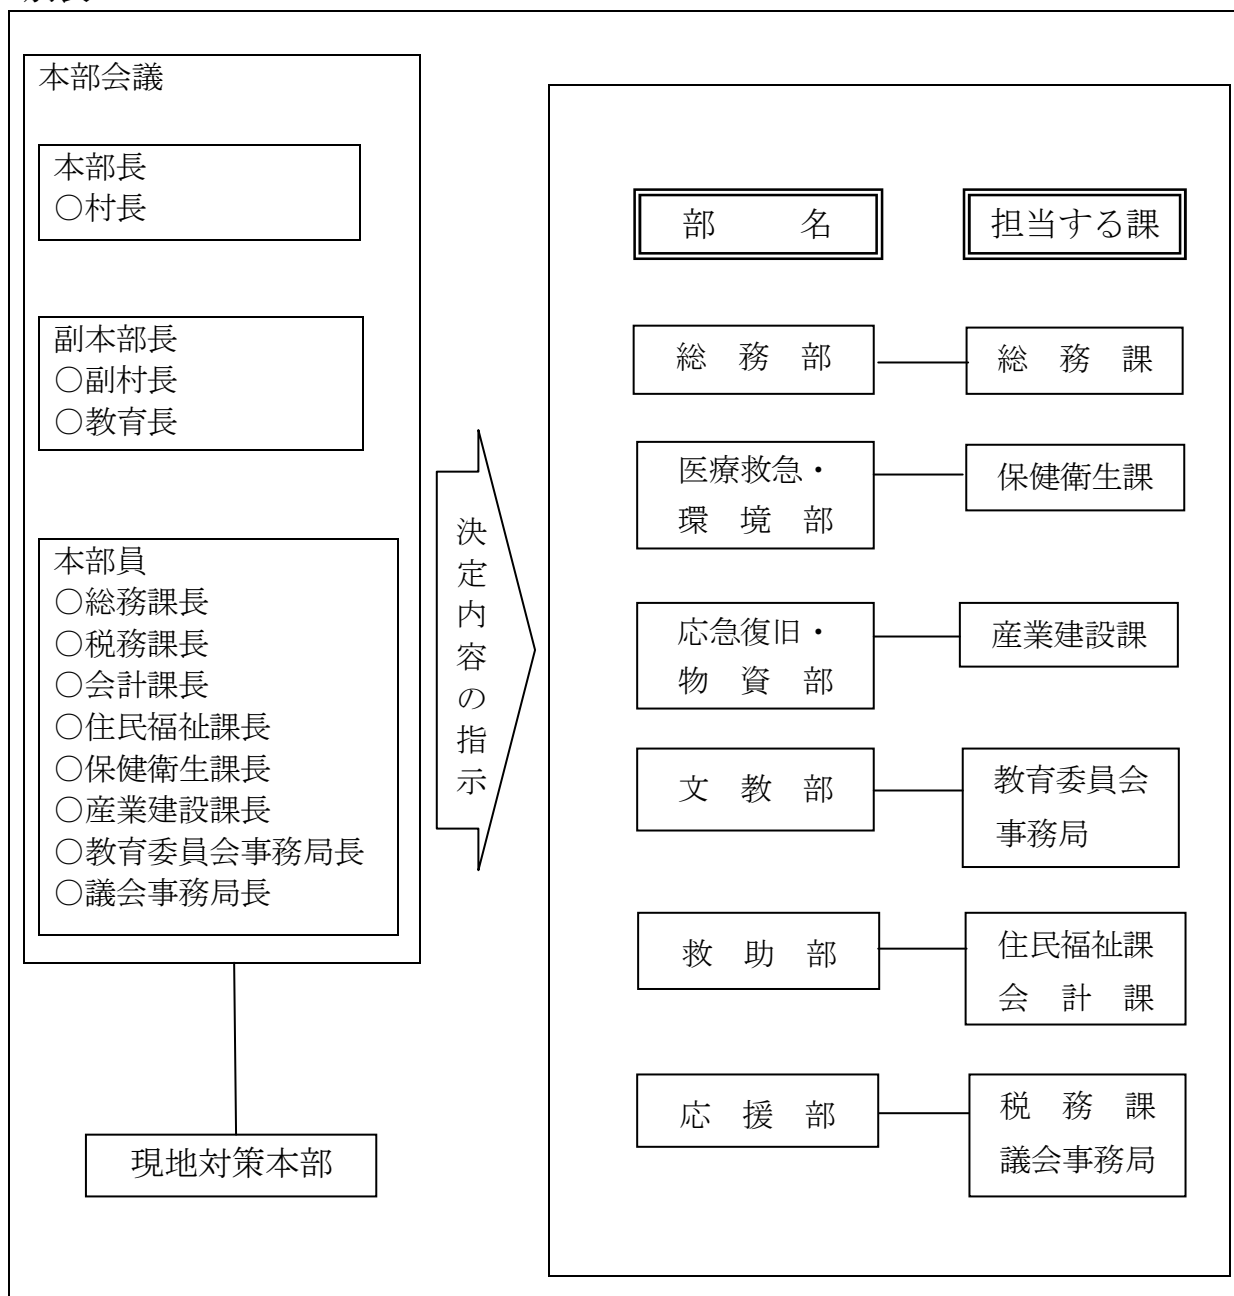 本部会議
本部長
○村長
副本部長
○副村長
○教育長
本部員
○総務課長
○税務課長
○会計課長
○住民福祉課長
○保健衛生課長
○産業建設課長
○教育委員会事務局長
○議会事務局長
現地対策本部
決定内容の指示
部　　名
担当する課
総　務　部
総　務　課
医療救急・
環　境　部
保健衛生課
応急復旧・
物　資　部
産業建設課
文　教　部
教育委員会
事務局
救　助　部
住民福祉課
会　計　課
応　援　部
税　務　課
議会事務局